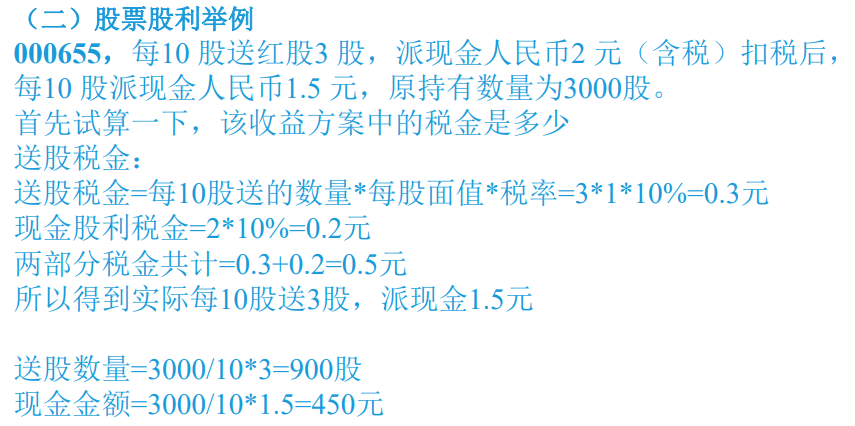 （二）股票股利举例
000655，每10 股送红股3 股，派现金人民币2 元（含税）扣税后，
每10 股派现金人民币1.5 元，原持有数量为3000股。
首先试算一下，该收益方案中的税金是多少
送股税金：
送股税金=每10股送的数量*每股面值*税率=3*1*10%=0.3元
现金股利税金=2*10%=0.2元
两部分税金共计=0.3+0.2=0.5元
所以得到实际每10股送3股，派现金1.5元
送股数量=3000/10*3=900股
现金金额=3000/10*1.5=450元